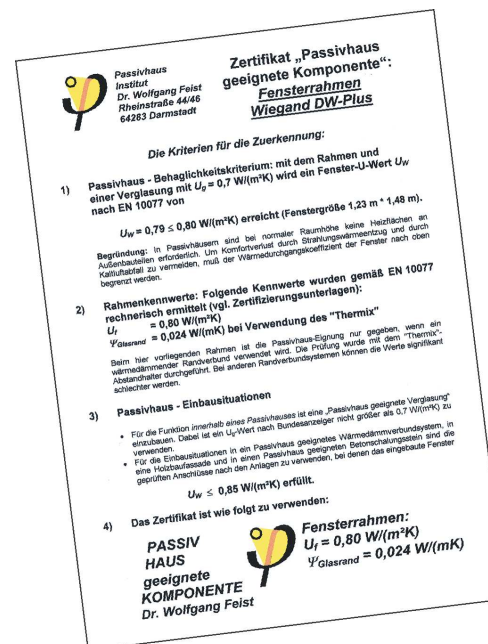 Passivhaus
Institut
Dr. Wolfgang Feist
Rheinstraße 44/46
64283 Darmstadt
Zertifikat „Passivhaus
geeignete Komponente“:
Fensterrahmen
Wiegand DW-Plus
Die Kriterien für die Zuerkennung:
1) Passivhaus - Behaglichkeitskriterium: mit dem Rahmen und
einer Verglasung mit Ug = 0,7 W/(m²K) wird ein Fenster-U-Wert Uw
nach EN 10077 von
Uw = 0,79 ≤ 0,80 W/(m²K) erreicht (Fenstergröße 1,23 m * 1,48 m).
Begründung: In Passivhäusern sind bei normaler Raumhöhe keine Heizflächen an
Außenbauteilen erforderlich. Um Komfortverlust durch Strahlungswärmeentzug und durch
Kaltluftabfall zu vermeiden, muß der Wärmedurchgangskoeffizient der Fenster nach oben
begrenzt werden.
2) Rahmenkennwerte: Folgende Kennwerte wurden gemäß EN 10077
rechnerisch ermittelt (vgl. Zertifizierungsunterlagen):
Uf = 0,80 W/(m²K)
ΨGlasrand = 0,024 W/(mK) bei Verwendung des "Thermix"
Beim hier vorliegenden Rahmen ist die Passivhaus-Eignung nur gegeben, wenn ein
wärmedämmender Randverbund verwendet wird. Die Prüfung wurde mit dem "Thermix"-
Abstandhalter durchgeführt. Bei anderen Randverbundsystemen können die Werte signifikant
schlechter werden.
3) Passivhaus - Einbausituationen
• Für die Funktion innerhalb eines Passivhauses ist eine „Passivhaus geeignete Verglasung“
einzubauen. Dabei ist ein Ug-Wert nach Bundesanzeiger nicht größer als 0,7 W/(m²K) zu
verwenden.
• Für die Einbausituationen in ein Passivhaus geeignetes Wärmedämmverbundsystem, in
eine Holzbaufassade und in einen Passivhaus geeigneten Betonschalungsstein sind die
geprüften Anschlüsse nach den Anlagen zu verwenden, bei denen das eingebaute Fenster
Uw ≤ 0,85 W/(m²K) erfüllt.
4) Das Zertifikat ist wie folgt zu verwenden:
PASSIV
HAUS
geeignete
KOMPONENTE
Dr. Wolfgang Feist
Fensterrahmen:
Uf = 0,80 W/(m²K)
ΨGlasrand = 0,024 W/(mK)